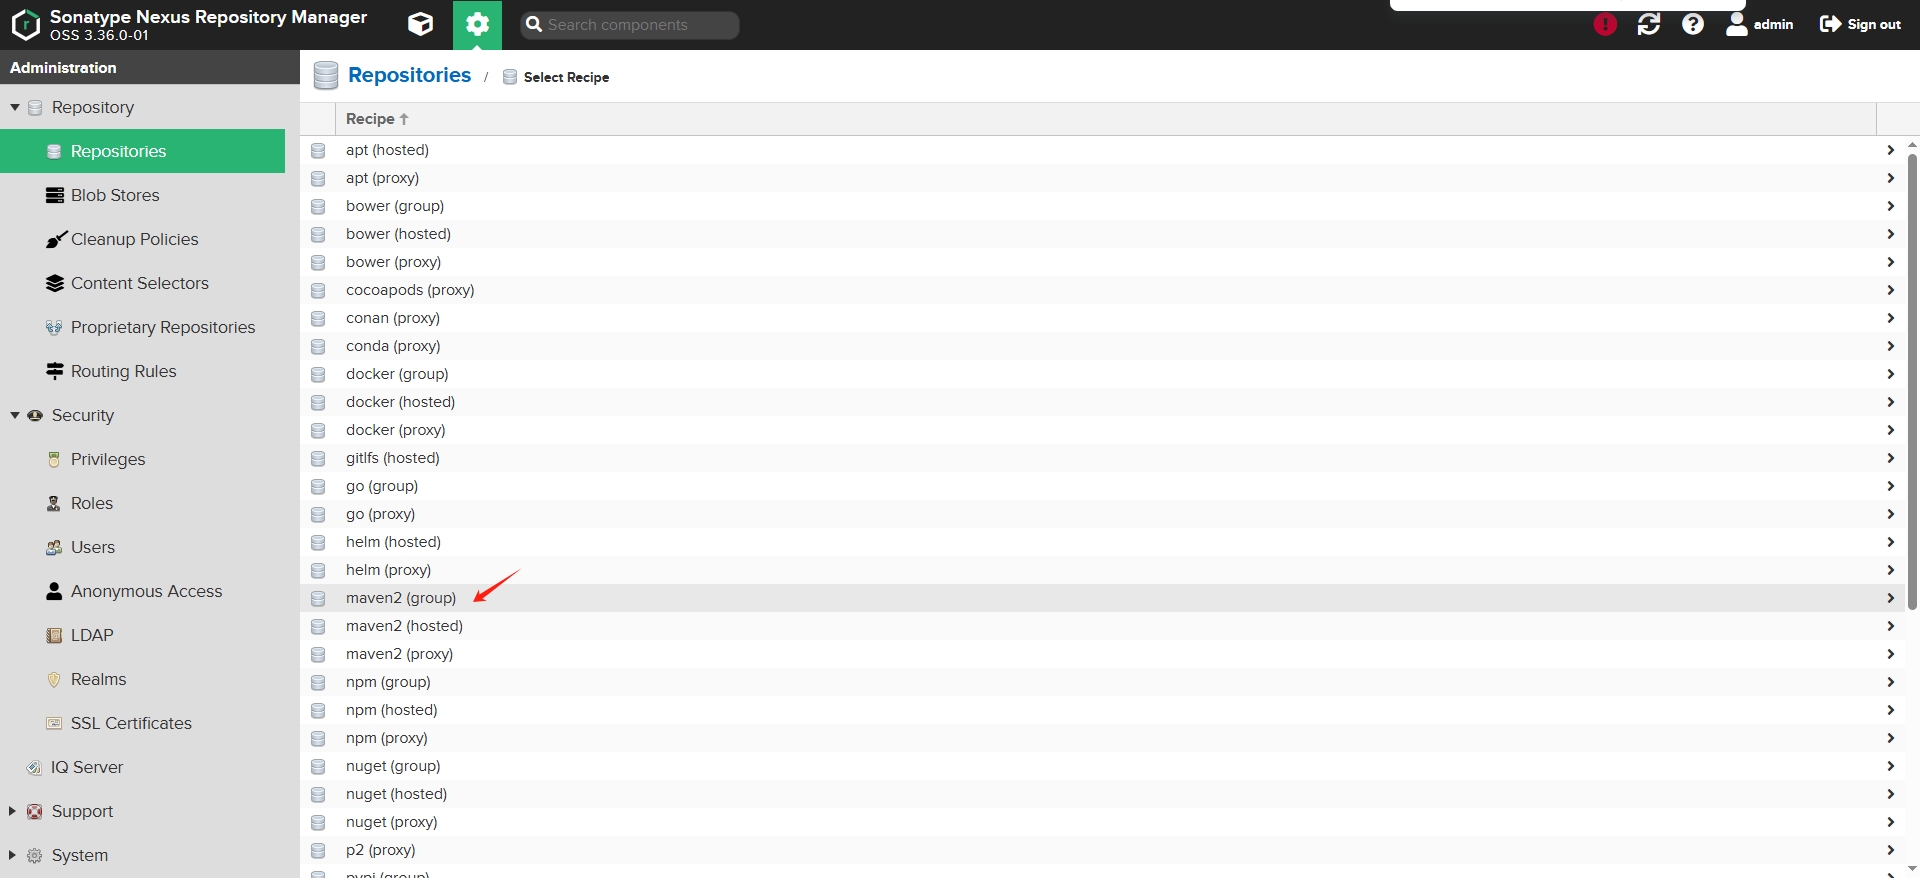 Sonatype Nexus Repository Manager
OSS 3.36.0-01
Search components
admin
Sign out
Administration
Repository
Repositories
Blob Stores
Cleanup Policies
Content Selectors
Proprietary Repositories
Routing Rules
Security
Privileges
Roles
Users
Anonymous Access
LDAP
Realms
SSL Certificates
IQ Server
Support
System
Repositories / Select Recipe
Recipe
apt (hosted)
apt (proxy)
bower (group)
bower (hosted)
bower (proxy)
cocoapods (proxy)
conan (proxy)
conda (proxy)
docker (group)
docker (hosted)
docker (proxy)
gitlfs (hosted)
go (group)
go (proxy)
helm (hosted)
helm (proxy)
maven2 (group)
maven2 (hosted)
maven2 (proxy)
npm (group)
npm (hosted)
npm (proxy)
nuget (group)
nuget (hosted)
nuget (proxy)
p2 (proxy)
pypi (group)